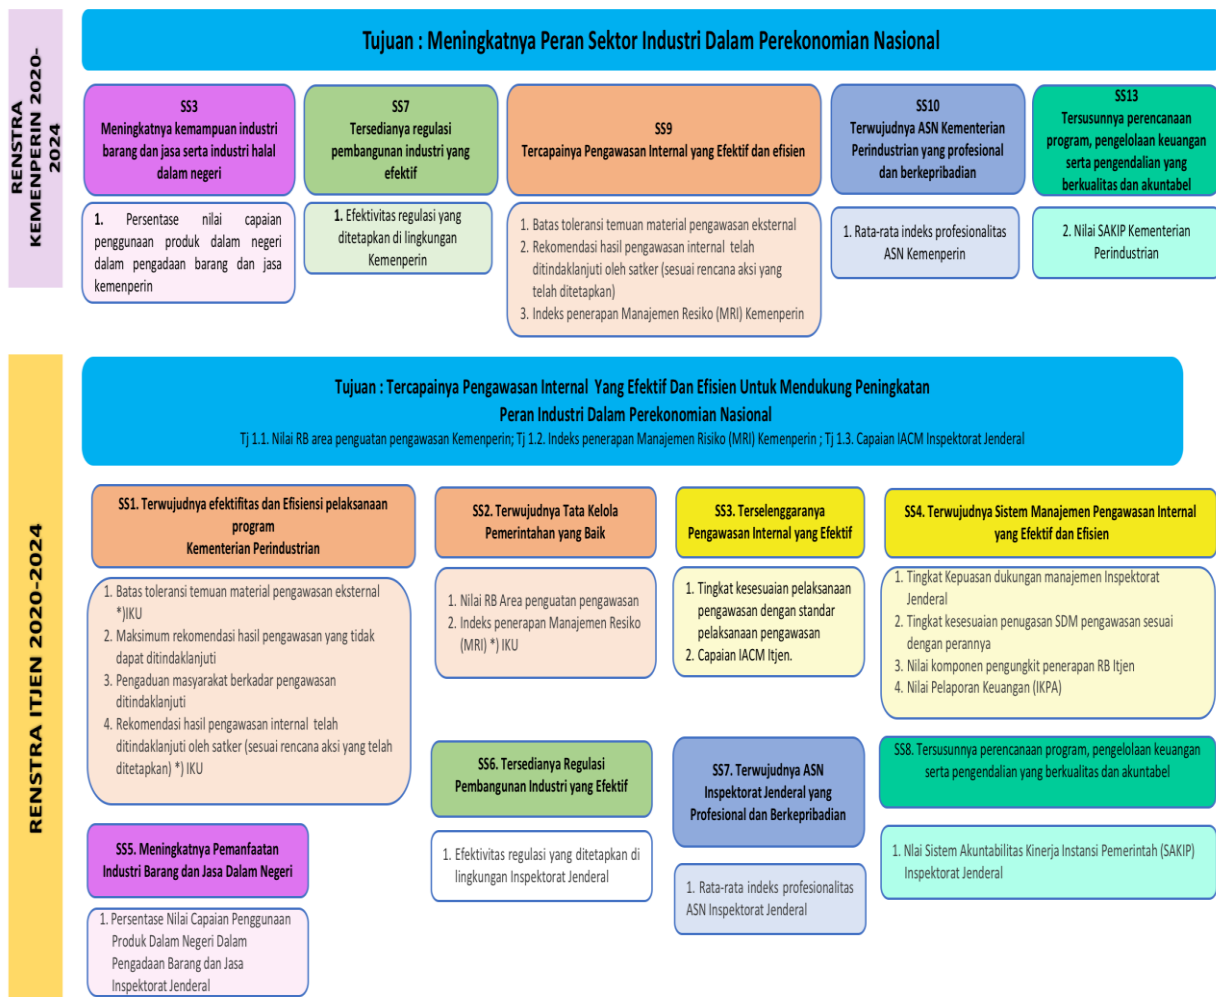 RENSTRA
KEMENPERIN 2020-
2024
Tujuan : Meningkatnya Peran Sektor Industri Dalam Perekonomian Nasional
SS3
Meningkatnya kemampuan industri
barang dan jasa serta industri halal
dalam negeri
1. Persentase nilai capaian
penggunaan produk dalam negeri
dalam pengadaan barang dan jasa
kemenperin
SS7
Tersedianya regulasi
pembangunan industri yang
efektif
1. Efektivitas regulasi yang
ditetapkan di lingkungan
Kemenperin
SS9
Tercapainya Pengawasan Internal yang Efektif dan efisien
1. Batas toleransi temuan material pengawasan eksternal
2. Rekomendasi hasil pengawasan internal telah
ditindaklanjuti oleh satker (sesuai rencana aksi yang
telah ditetapkan)
3. Indeks penerapan Manajemen Resiko (MRI) Kemenperin
SS10
Terwujudnya ASN Kementerian
Perindustrian yang profesional
dan berkepribadian
1. Rata-rata indeks profesionalitas
ASN Kemenperin
SS13
Tersusunnya perencanaan
program, pengelolaan keuangan
serta pengendalian yang
berkualitas dan akuntabel
2. Nilai SAKIP Kementerian
Perindustrian
RENSTRA ITJEN 2020-2024
Tujuan : Tercapainya Pengawasan Internal Yang Efektif Dan Efisien Untuk Mendukung Peningkatan
Peran Industri Dalam Perekonomian Nasional
Tj 1.1. Nilai RB area penguatan pengawasan Kemenperin; Tj 1.2. Indeks penerapan Manajemen Risiko (MRI) Kemenperin ; Tj 1.3. Capaian IACM Inspektorat Jenderal
SS1. Terwujudnya efektifitas dan Efisiensi pelaksanaan
program
Kementerian Perindustrian
1. Batas toleransi temuan material pengawasan eksternal
*)IKU
2. Maksimum rekomendasi hasil pengawasan yang tidak
dapat ditindaklanjuti
3. Pengaduan masyarakat berkadar pengawasan
ditindaklanjuti
4. Rekomendasi hasil pengawasan internal telah
ditindaklanjuti oleh satker (sesuai rencana aksi yang telah
ditetapkan) *) IKU
SS2. Terwujudnya Tata Kelola
Pemerintahan yang Baik
1. Nilai RB Area penguatan pengawasan
2. Indeks penerapan Manajemen Resiko
(MRI) *) IKU
SS3. Terselenggaranya
Pengawasan Internal yang Efektif
1. Tingkat kesesuaian pelaksanaan
pengawasan dengan standar
pelaksanaan pengawasan
2. Capaian IACM Itjen.
SS4. Terwujudnya Sistem Manajemen Pengawasan Internal
yang Efektif dan Efisien
1. Tingkat Kepuasan dukungan manajemen Inspektorat
Jenderal
2. Tingkat kesesuaian penugasan SDM pengawasan sesuai
dengan perannya
3. Nilai komponen pengungkit penerapan RB Itjen
4. Nilai Pelaporan Keuangan (IKPA)
SS5. Meningkatnya Pemanfaatan
Industri Barang dan Jasa Dalam Negeri
1. Persentase Nilai Capaian Penggunaan
Produk Dalam Negeri Dalam
Pengadaan Barang dan Jasa
Inspektorat Jenderal
SS6. Tersedianya Regulasi
Pembangunan Industri yang Efektif
1. Efektivitas regulasi yang ditetapkan di
lingkungan Inspektorat Jenderal
SS7. Terwujudnya ASN
Inspektorat Jenderal yang
Profesional dan Berkepribadian
1. Rata-rata indeks profesionalitas
ASN Inspektorat Jenderal
SS8. Tersusunnya perencanaan program, pengelolaan keuangan
serta pengendalian yang berkualitas dan akuntabel
1. Nlai Sistem Akuntabilitas Kinerja Instansi Pemerintah (SAKIP)
Inspektorat Jenderal